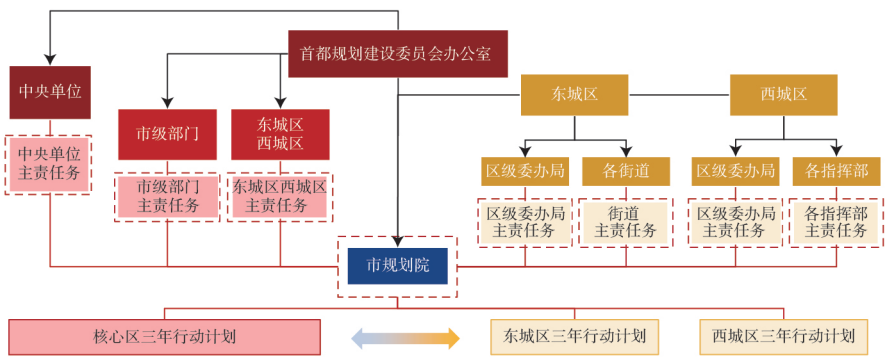 首都规划建设委员会办公室
中央单位
东城区
西城区
市级部门
东城区
西城区
中央单位
主责任务
区级委办局
各街道
区级委办局
各指挥部
市级部门
主责任务
东城区西城区
主责任务
区级委办局
主责任务
街道
主责任务
区级委办局
主责任务
各指挥部
主责任务
市规划院
核心区三年行动计划
东城区三年行动计划
西城区三年行动计划